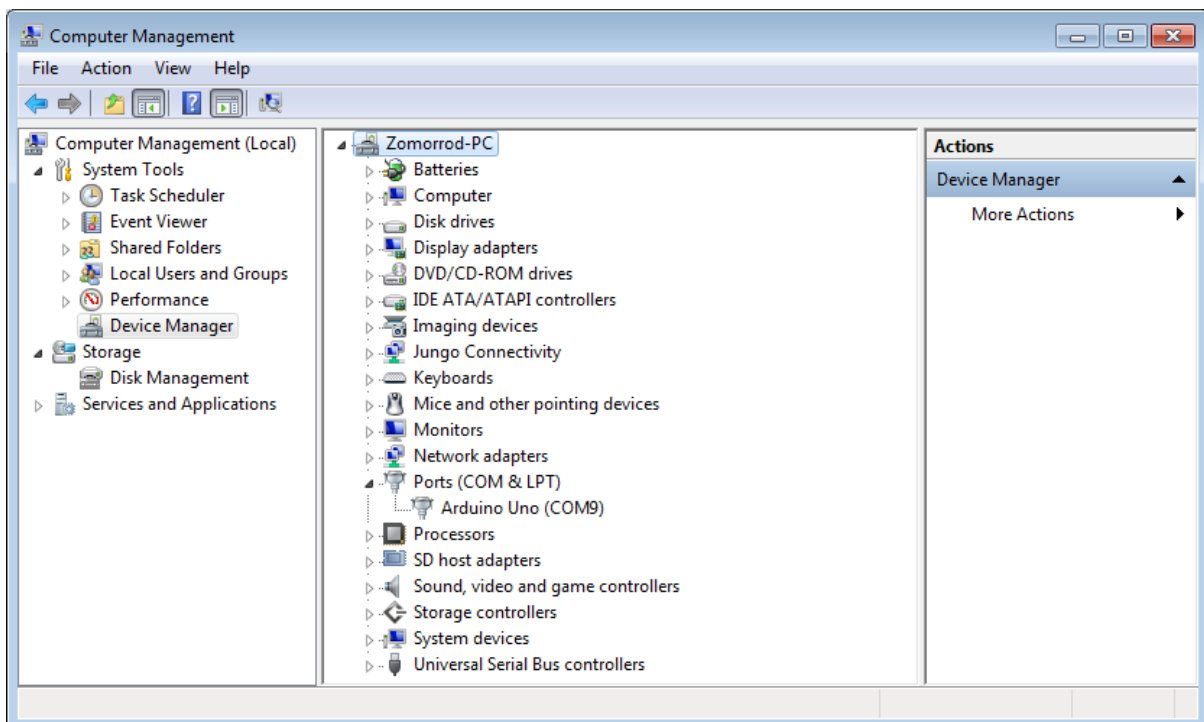 Computer Management
File Action View Help
Computer Management (Local)
System Tools
Task Scheduler
Event Viewer
Shared Folders
Local Users and Groups
Performance
Device Manager
Storage
Disk Management
Services and Applications
Zomorrod-PC
Batteries
Computer
Disk drives
Display adapters
DVD/CD-ROM drives
IDE ATA/ATAPI controllers
Imaging devices
Jungo Connectivity
Keyboards
Mice and other pointing devices
Monitors
Network adapters
Ports (COM & LPT)
Arduino Uno (COM9)
Processors
SD host adapters
Sound, video and game controllers
Storage controllers
System devices
Universal Serial Bus controllers
Actions
Device Manager
More Actions